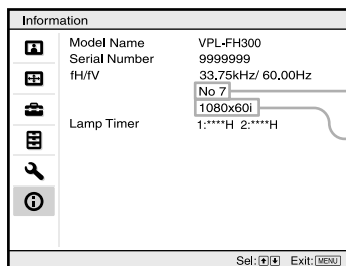 Information
Model Name VPL-FH300
Serial Number 9999999
fH/fV 33.75kHz/ 60.00Hz
No 7
1080x60i
Lamp Timer 1:****H 2:****H
Sel: Exit: MENU